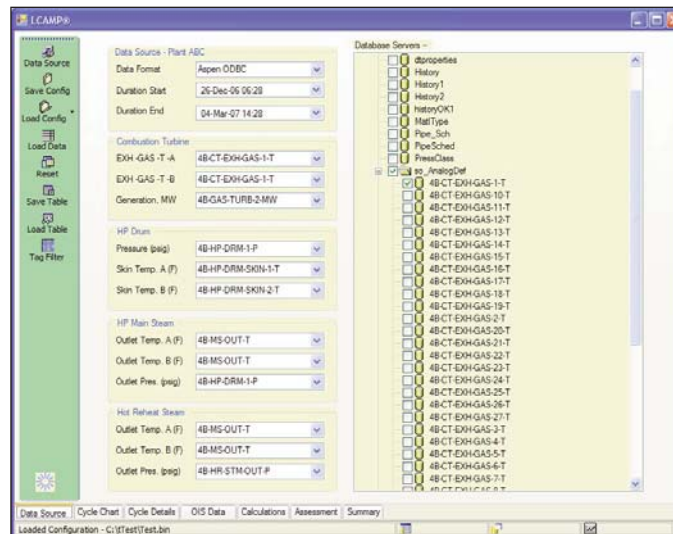 LCAMP®
Data Source
Save Config
Load Config
Load Data
Reset
Save Table
Load Table
Tag Filter
Data Source - Plant ABC
Data Format Aspen ODBC
Duration Start 26-Dec-06 06:28
Duration End 04-Mar-07 14:28
Combustion Turbine
EXH -GAS -T -A 4B-CT-EXH-GAS-1-T
EXH -GAS -T -B 4B-CT-EXH-GAS-1-T
Generation, MW 4B-GAS-TURB-2-MW
HP Drum
Pressure (psig) 4B-HP-DRM-1-P
Skin Temp. A (F) 4B-HP-DRM-SKIN-1-T
Skin Temp. B (F) 4B-HP-DRM-SKIN-2-T
HP Main Steam
Outlet Temp. A (F) 4B-MS-OUT-T
Outlet Temp. B (F) 4B-MS-OUT-T
Outlet Pres. (psig) 4B-HP-DRM-1-P
Hot Reheat Steam
Outlet Temp. A (F) 4B-MS-OUT-T
Outlet Temp. B (F) 4B-MS-OUT-T
Outlet Pres. (psig) 4B-HR-STM-OUT-P
Database Servers -
dtproperties
History
History1
History2
historyOK1
MatlType
Pipe_Sch
PipeSched
PressClass
so_AnalogDef
4B-CT-EXH-GAS-1-T
4B-CT-EXH-GAS-10-T
4B-CT-EXH-GAS-11-T
4B-CT-EXH-GAS-12-T
4B-CT-EXH-GAS-13-T
4B-CT-EXH-GAS-14-T
4B-CT-EXH-GAS-15-T
4B-CT-EXH-GAS-16-T
4B-CT-EXH-GAS-17-T
4B-CT-EXH-GAS-18-T
4B-CT-EXH-GAS-19-T
4B-CT-EXH-GAS-2-T
4B-CT-EXH-GAS-20-T
4B-CT-EXH-GAS-21-T
4B-CT-EXH-GAS-22-T
4B-CT-EXH-GAS-23-T
4B-CT-EXH-GAS-24-T
4B-CT-EXH-GAS-25-T
4B-CT-EXH-GAS-26-T
4B-CT-EXH-GAS-27-T
4B-CT-EXH-GAS-3-T
4B-CT-EXH-GAS-4-T
4B-CT-EXH-GAS-5-T
4B-CT-EXH-GAS-6-T
4B-CT-EXH-GAS-7-T
4B-CT-EXH-GAS-8-T
Data Source Cycle Chart Cycle Details OIS Data Calculations Assessment Summary
Loaded Configuration - C:\tTest\Test.bin